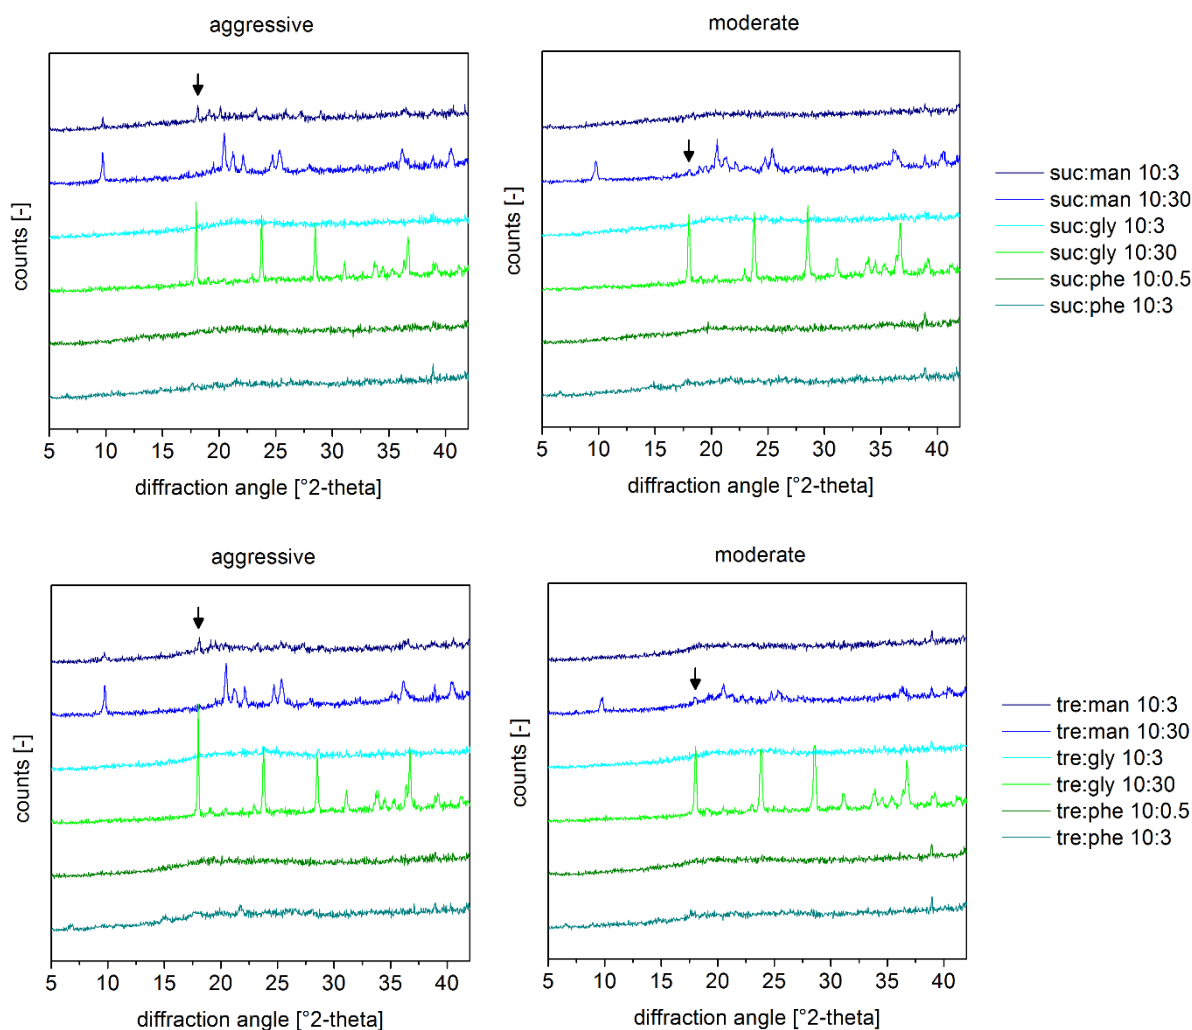 aggressive
moderate
counts [-]
5 10 15 20 25 30 35 40
diffraction angle [°2-theta]
counts [-]
5 10 15 20 25 30 35 40
diffraction angle [°2-theta]
suc:man 10:3
suc:man 10:30
suc:gly 10:3
suc:gly 10:30
suc:phe 10:0.5
suc:phe 10:3
aggressive
moderate
counts [-]
5 10 15 20 25 30 35 40
diffraction angle [°2-theta]
counts [-]
5 10 15 20 25 30 35 40
diffraction angle [°2-theta]
tre:man 10:3
tre:man 10:30
tre:gly 10:3
tre:gly 10:30
tre:phe 10:0.5
tre:phe 10:3